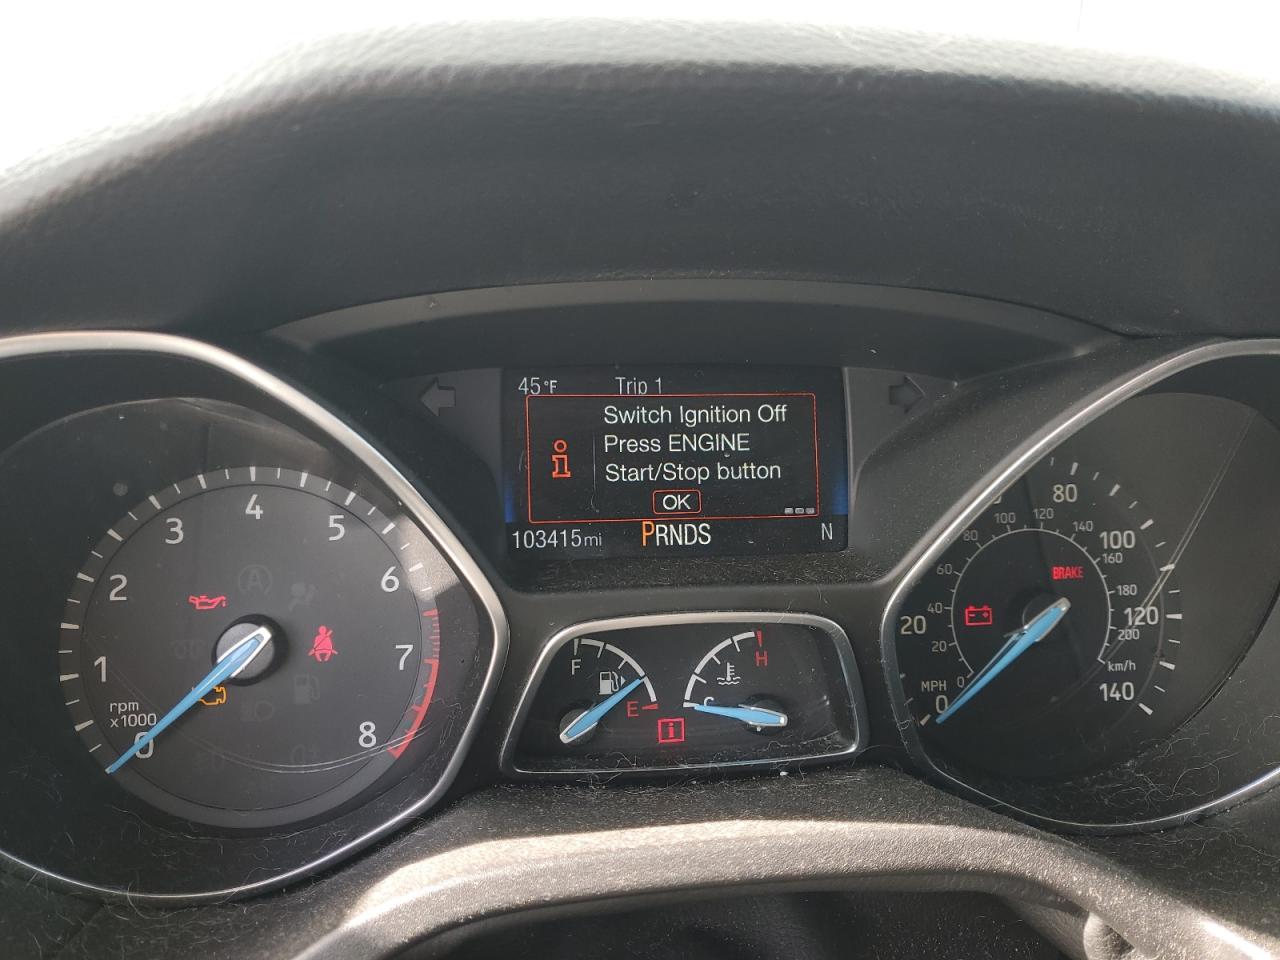 45°F Trip 1
Switch Ignition Off
Press ENGINE
Start/Stop button
OK
103415mi PRNDS N
0 1 2 3 4 5 6 7 8
rpm
x1000
A
F
E
H
C
BRAKE
0 20 80 100 120 140
MPH
0 20 40 60 80 100 120 140 160 180 200
km/h